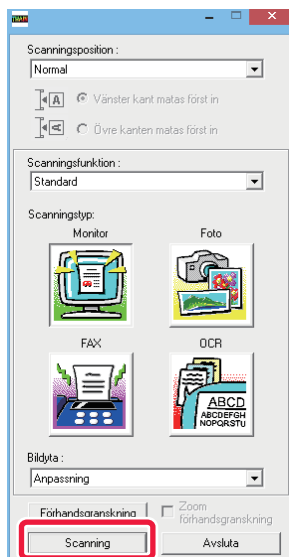 Scanningsposition :
Normal
A
Vänster kant matas först in
A
Övre kanten matas först in
Scanningsfunktion :
Standard
Scanningstyp:
Monitor Foto
FAX OCR
ABCD
ABCDEFGH
NOPQRSTU
Bildyta :
Anpassning
Förhandsgranskning Zoom
förhandsgranskning
Scanning Avsluta